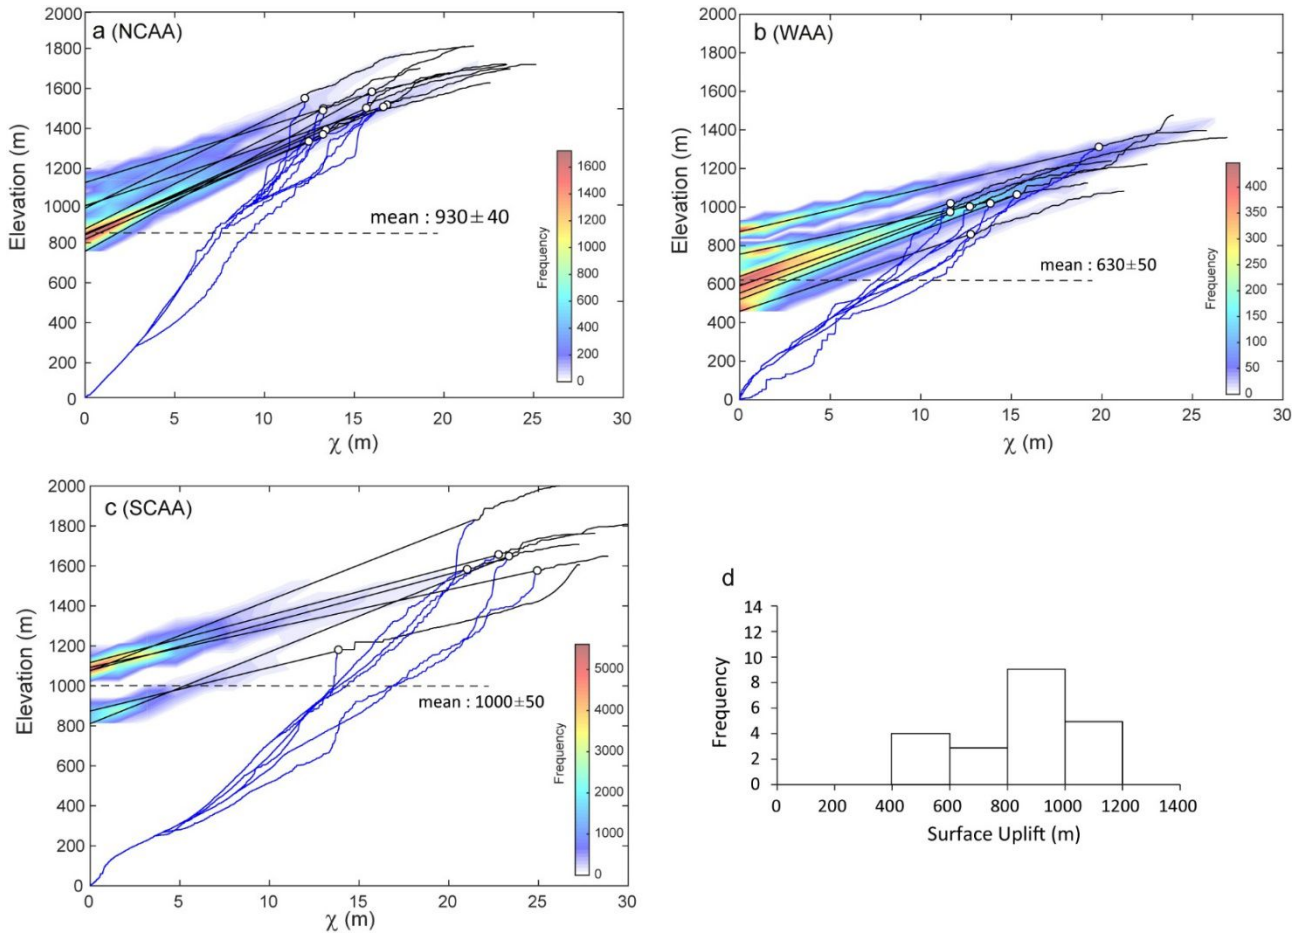 a (NCAA)
2000
1800
1600
1400
1200
1000
800
600
400
200
0
Elevation (m)
0 5 10 15 20 25 30
χ (m)
mean : 930±40
Frequency
1600
1400
1200
1000
800
600
400
200
0
b (WAA)
2000
1800
1600
1400
1200
1000
800
600
400
200
0
Elevation (m)
0 5 10 15 20 25 30
χ (m)
mean : 630±50
Frequency
400
350
300
250
200
150
100
50
0
c (SCAA)
2000
1800
1600
1400
1200
1000
800
600
400
200
0
Elevation (m)
0 5 10 15 20 25 30
χ (m)
mean : 1000±50
Frequency
5000
4000
3000
2000
1000
0
d
14
12
10
8
6
4
2
0
Frequency
0 200 400 600 800 1000 1200 1400
Surface Uplift (m)